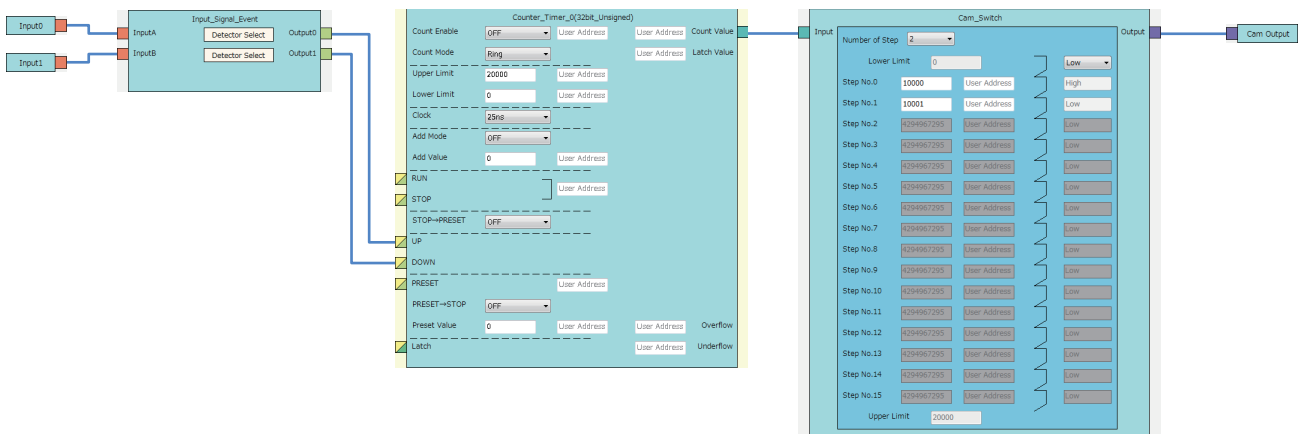 Input0
Input1
Input_Signal_Event
InputA Detector Select Output0
InputB Detector Select Output1
Counter_Timer_0(32bit_Unsigned)
Count Enable OFF User Address User Address Count Value
Count Mode Ring User Address Latch Value
Upper Limit 20000 User Address
Lower Limit 0 User Address
Clock 25ns
Add Mode OFF
Add Value 0 User Address
RUN
User Address
STOP
STOP→PRESET OFF
UP
DOWN
PRESET User Address
PRESET→STOP OFF
Preset Value 0 User Address User Address Overflow
Latch User Address Underflow
Cam_Switch
Input Number of Step 2 Output
Lower Limit 0 Low
Step No.0 10000 User Address High
Step No.1 10001 User Address Low
Step No.2 4294967295 User Address Low
Step No.3 4294967295 User Address Low
Step No.4 4294967295 User Address Low
Step No.5 4294967295 User Address Low
Step No.6 4294967295 User Address Low
Step No.7 4294967295 User Address Low
Step No.8 4294967295 User Address Low
Step No.9 4294967295 User Address Low
Step No.10 4294967295 User Address Low
Step No.11 4294967295 User Address Low
Step No.12 4294967295 User Address Low
Step No.13 4294967295 User Address Low
Step No.14 4294967295 User Address Low
Step No.15 4294967295 User Address Low
Upper Limit 20000
Cam Output